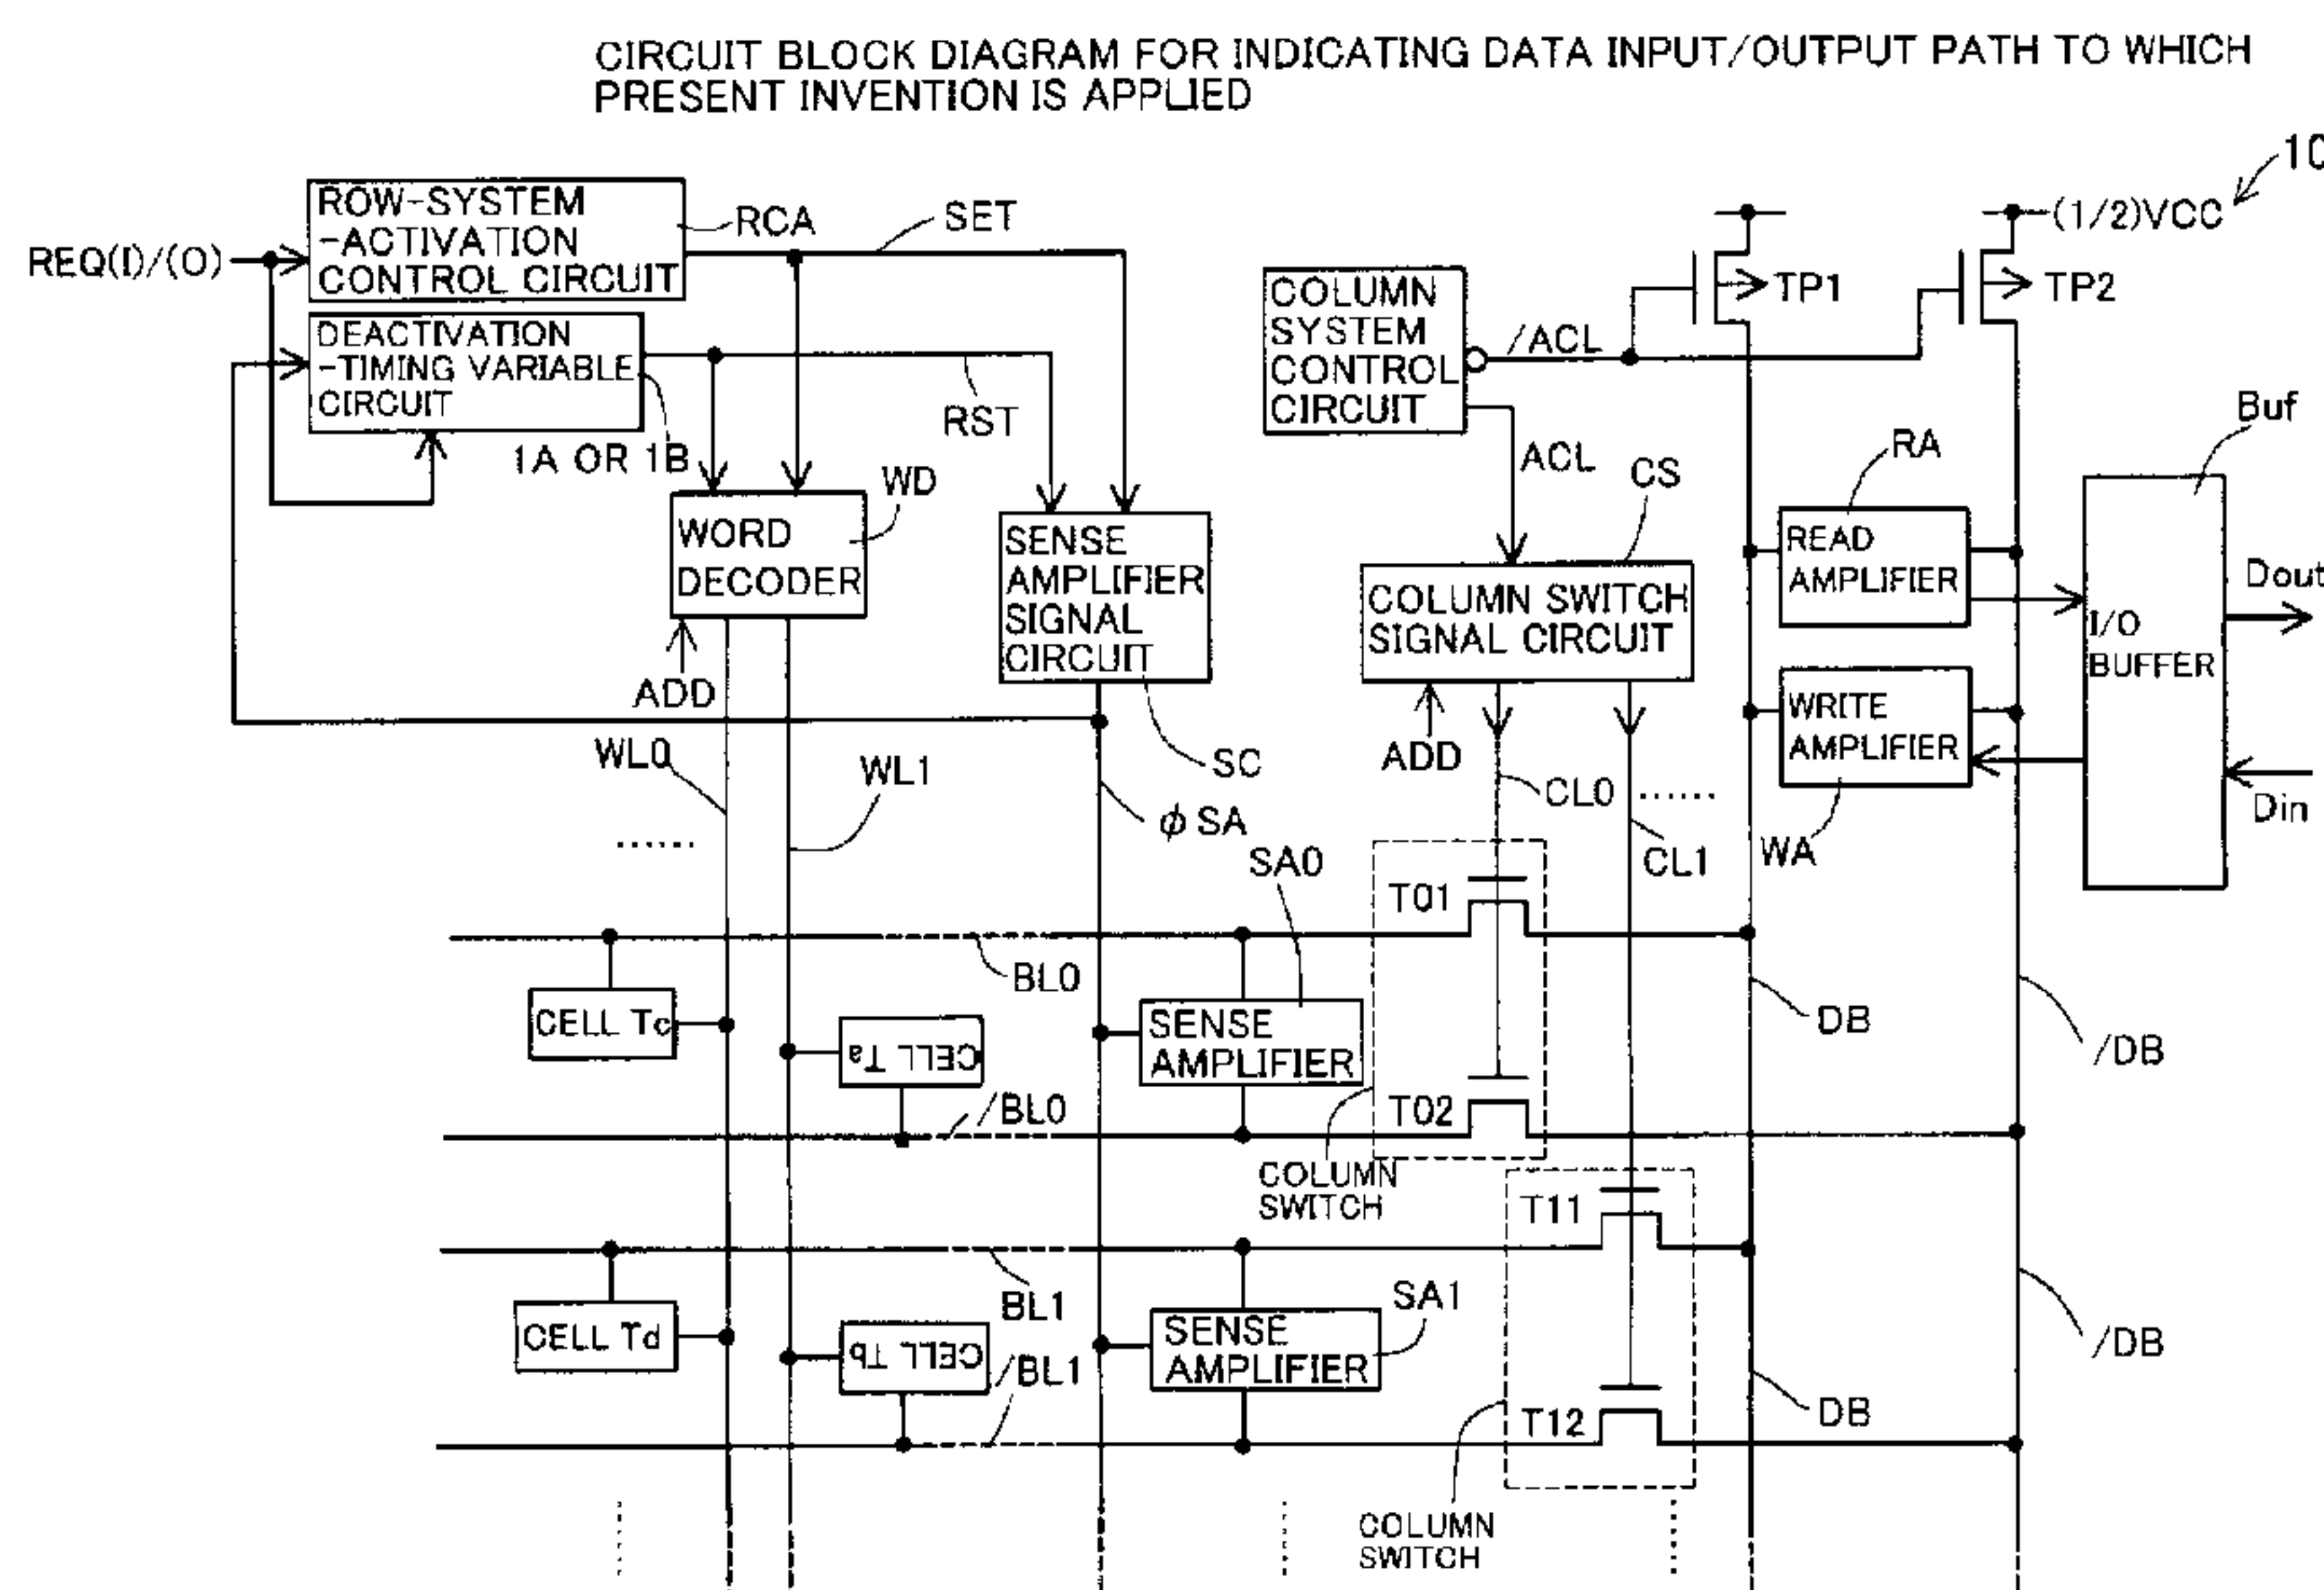 CIRCUIT BLOCK DIAGRAM FOR INDICATING DATA INPUT/OUTPUT PATH TO WHICH
PRESENT INVENTION IS APPLIED
10
ROW-SYSTEM
-ACTIVATION
CONTROL CIRCUIT
RCA
SET
(1/2)VCC
REQ(I)/(O)
TP1
TP2
COLUMN
SYSTEM
CONTROL
CIRCUIT
/ACL
DEACTIVATION
-TIMING VARIABLE
CIRCUIT
RST
1A OR 1B
ACL
CS
RA
Buf
WD
WORD
DECODER
SENSE
AMPLIFIER
SIGNAL
CIRCUIT
COLUMN SWITCH
SIGNAL CIRCUIT
READ
AMPLIFIER
I/O
BUFFER
Dout
ADD
WRITE
AMPLIFIER
WL0
WL1
SC
ADD
CL0
......
Din
ϕ SA
......
SA0
CL1
WA
T01
BL0
CELL Tc
CELL Ta
SENSE
AMPLIFIER
DB
/DB
/BL0
T02
COLUMN
SWITCH
T11
BL1
SA1
CELL Td
CELL Tb
SENSE
AMPLIFIER
/DB
/BL1
T12
DB
COLUMN
SWITCH